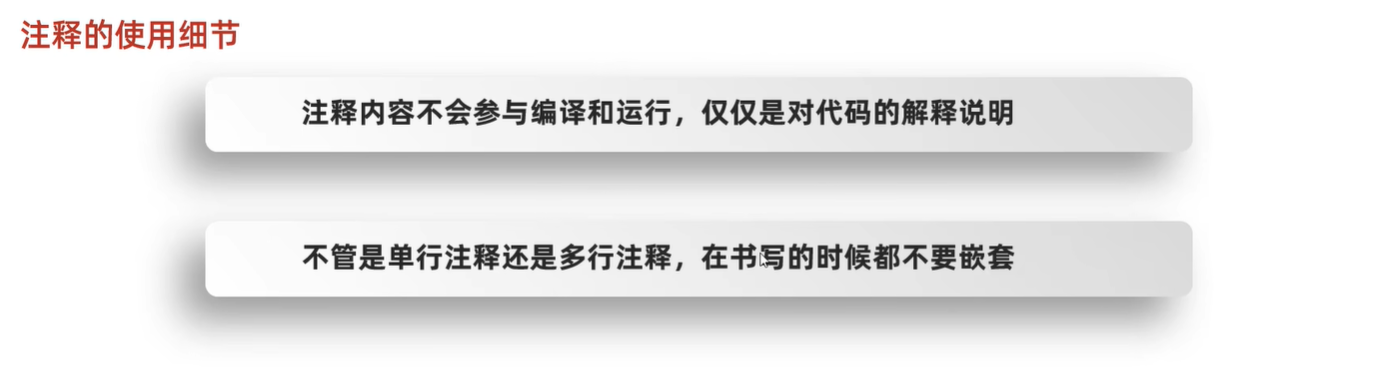 注释的使用细节
注释内容不会参与编译和运行，仅仅是对代码的解释说明
不管是单行注释还是多行注释，在书写的时候都不要嵌套